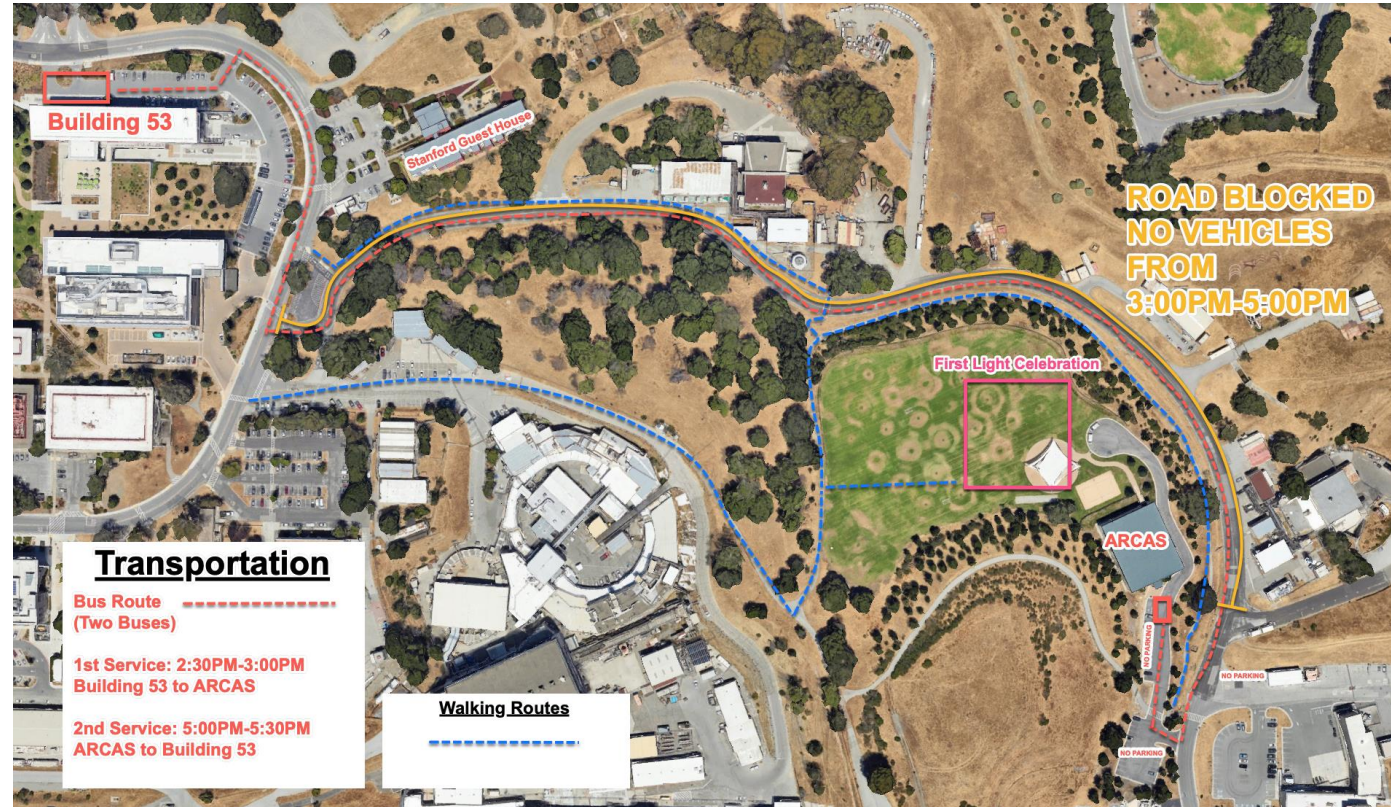 Building 53
Stanford Guest House
ROAD BLOCKED
NO VEHICLES
FROM
3:00PM-5:00PM
First Light Celebration
ARCAS
NO PARKING
NO PARKING
NO PARKING
Transportation
Bus Route
(Two Buses)
1st Service: 2:30PM-3:00PM
Building 53 to ARCAS
2nd Service: 5:00PM-5:30PM
ARCAS to Building 53
Walking Routes